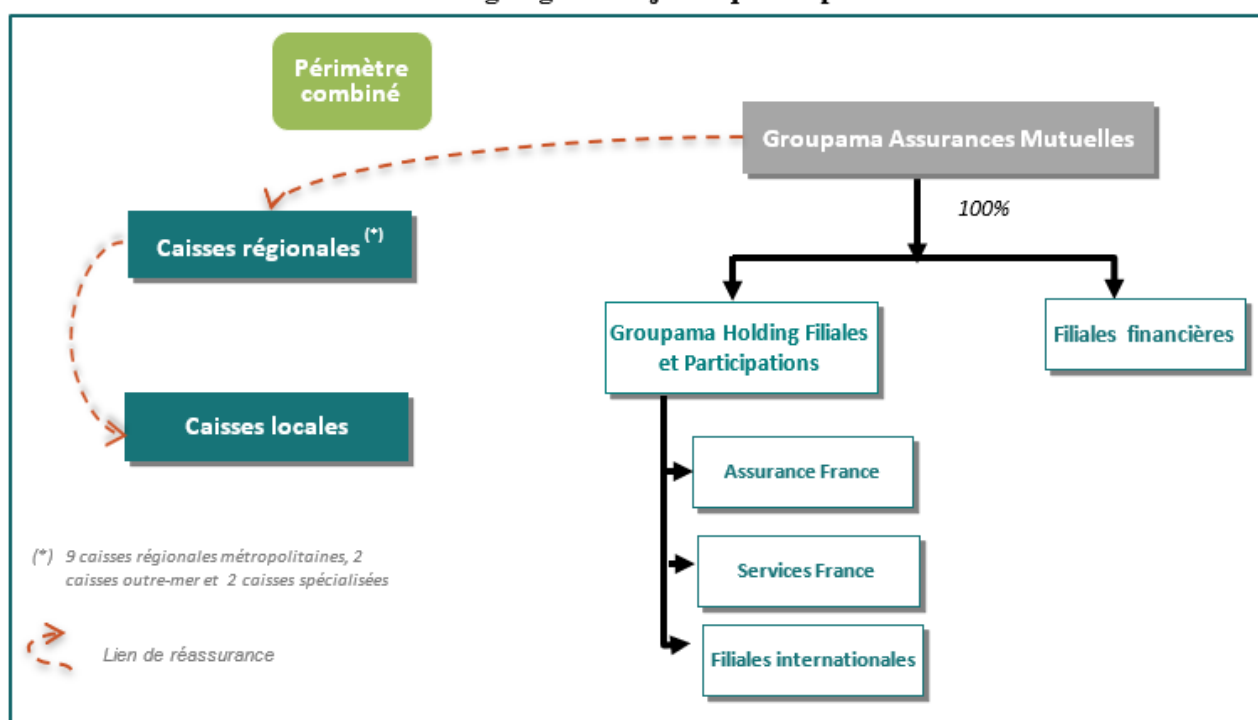 Périmètre
combiné
Groupama Assurances Mutuelles
100%
Caisses régionales (*)
Groupama Holding Filiales
et Participations
Filiales financières
Caisses locales
Assurance France
Services France
Filiales internationales
(*) 9 caisses régionales métropolitaines, 2
caisses outre-mer et 2 caisses spécialisées
Lien de réassurance